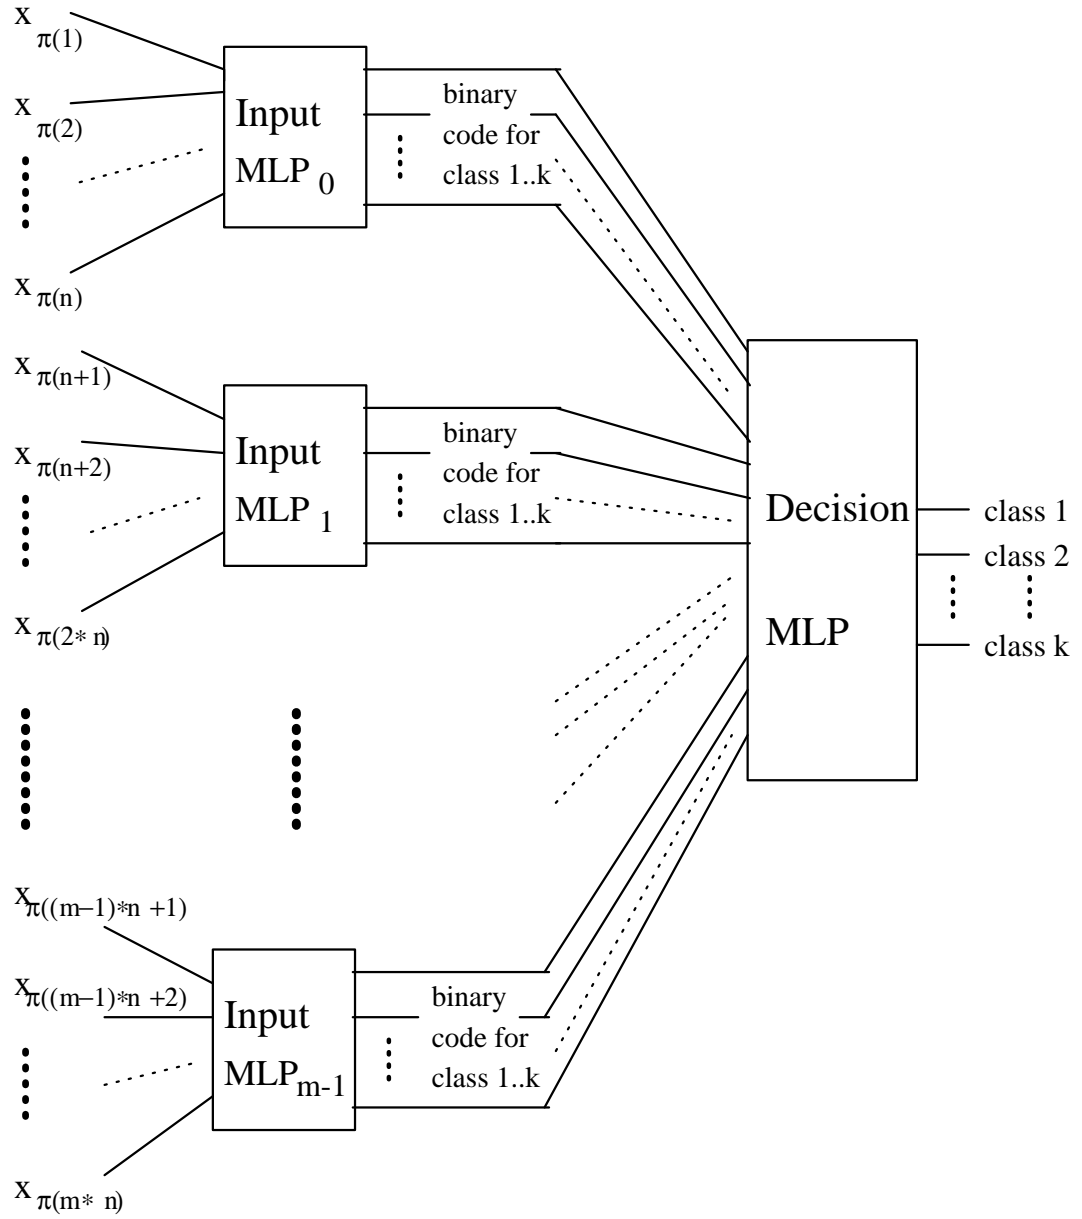 x π(1)
x π(2)
x π(n)
Input
MLP 0
binary
code for
class 1..k
x π(n+1)
x π(n+2)
x π(2* n)
Input
MLP 1
binary
code for
class 1..k
x π((m−1)*n +1)
x π((m−1)*n +2)
x π(m* n)
Input
MLP m-1
binary
code for
class 1..k
Decision
MLP
class 1
class 2
class k